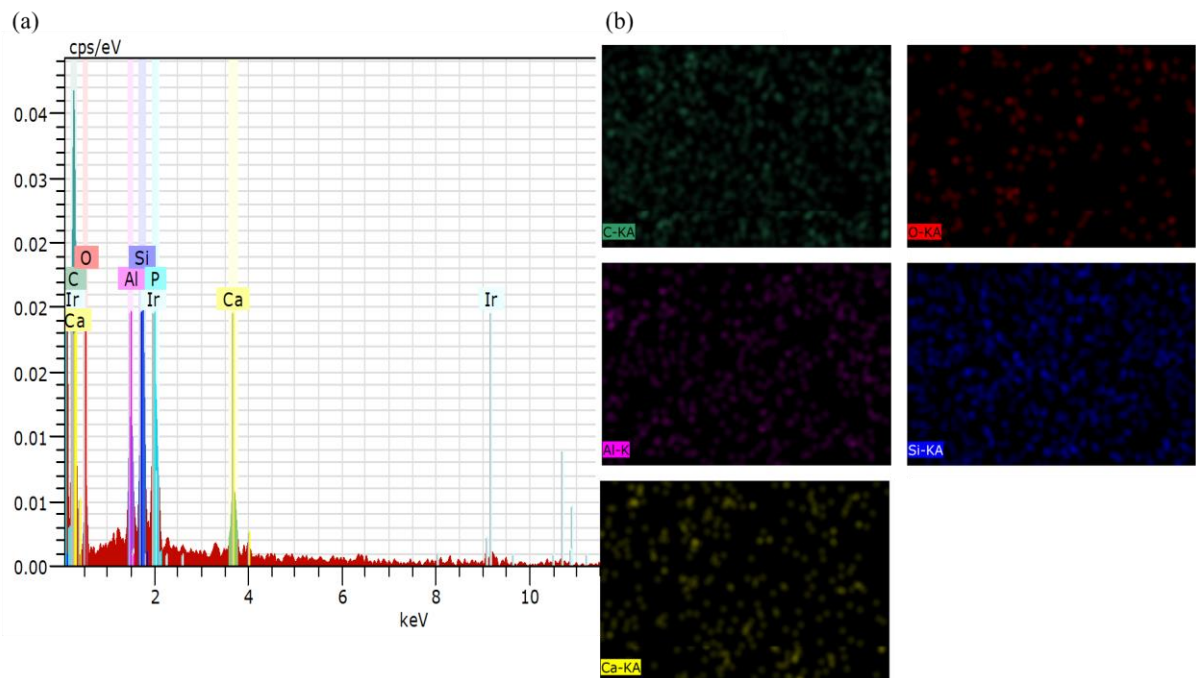 (a)
(b)
cps/eV
0.04
0.03
0.02
0.02
0.02
0.01
0.01
0.00
O
Si
C
Al
P
Ir
Ir
Ca
Ca
Ir
2
4
6
8
10
keV
C-KA
O-KA
Al-K
Si-KA
Ca-KA